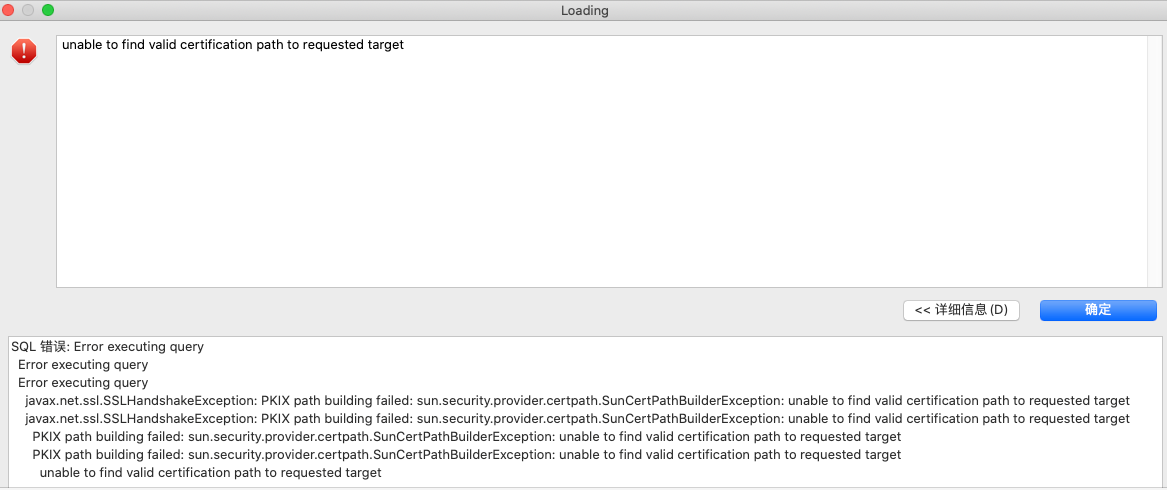 Loading
unable to find valid certification path to requested target
<< 详细信息(D)
确定
SQL 错误: Error executing query
Error executing query
Error executing query
javax.net.ssl.SSLHandshakeException: PKIX path building failed: sun.security.provider.certpath.SunCertPathBuilderException: unable to find valid certification path to requested target
javax.net.ssl.SSLHandshakeException: PKIX path building failed: sun.security.provider.certpath.SunCertPathBuilderException: unable to find valid certification path to requested target
PKIX path building failed: sun.security.provider.certpath.SunCertPathBuilderException: unable to find valid certification path to requested target
PKIX path building failed: sun.security.provider.certpath.SunCertPathBuilderException: unable to find valid certification path to requested target
unable to find valid certification path to requested target